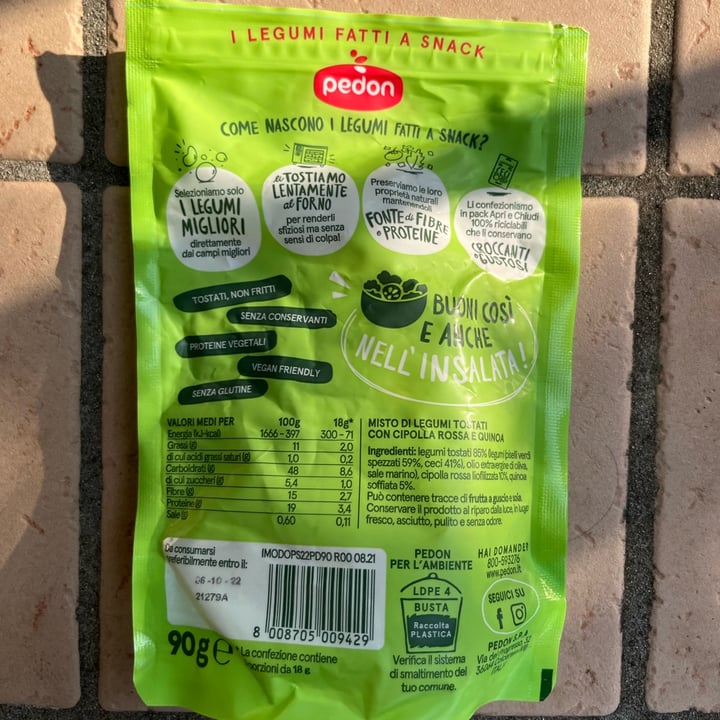 I LEGUMI FATTI A SNACK
pedon
COME NASCONO I LEGUMI FATTI A SNACK?
Selezioniamo solo
I LEGUMI
MIGLIORI
direttamente
dai campi migliori
li TOSTIAMO
LENTAMENTE
al FORNO
per renderli
sfiziosi ma senza
sensi di colpa!
Preserviamo le loro
proprietà naturali
mantenendoli
FONTE di FIBRE
e PROTEINE
Li confezioniamo
in pack Apri e Chiudi
100% riciclabili
che li conservano
CROCCANTI
e GUSTOSI
TOSTATI, NON FRITTI
SENZA CONSERVANTI
PROTEINE VEGETALI
VEGAN FRIENDLY
SENZA GLUTINE
BUONI COSÌ
E ANCHE
NELL'INSALATA!
VALORI MEDI PER 100g 18g*
Energia (kJ-kcal) 1666-397 300-71
Grassi (g) 11 2,0
di cui acidi grassi saturi (g) 1,0 0,2
Carboidrati (g) 48 8,6
di cui zuccheri (g) 5,4 1,0
Fibre (g) 15 2,7
Proteine (g) 19 3,4
Sale (g) 0,60 0,11
MISTO DI LEGUMI TOSTATI
CON CIPOLLA ROSSA E QUINOA
Ingredienti: legumi tostati 85% (legumi (piselli verdi
spezzati 59%, ceci 41%), olio extravergine di oliva,
sale marino), cipolla rossa liofilizzata 10%, quinoa
soffiata 5%.
Può contenere tracce di frutta a guscio e soia.
Conservare il prodotto al riparo dalla luce, in luogo
fresco, asciutto, pulito e senza odore.
Da consumarsi
preferibilmente entro il:
06-10-22
21279A
IMODOPS22PD90 R00 08.21
8 008705 009429
90g e
*La confezione contiene
porzioni da 18 g
PEDON
PER L'AMBIENTE
LDPE 4
BUSTA
Raccolta
PLASTICA
Verifica il sistema
di smaltimento del
tuo comune.
HAI DOMANDE?
800-593276
www.pedon.it
SEGUICI SU
f
PEDON S.P.A.
Via del Progresso, 32
36064